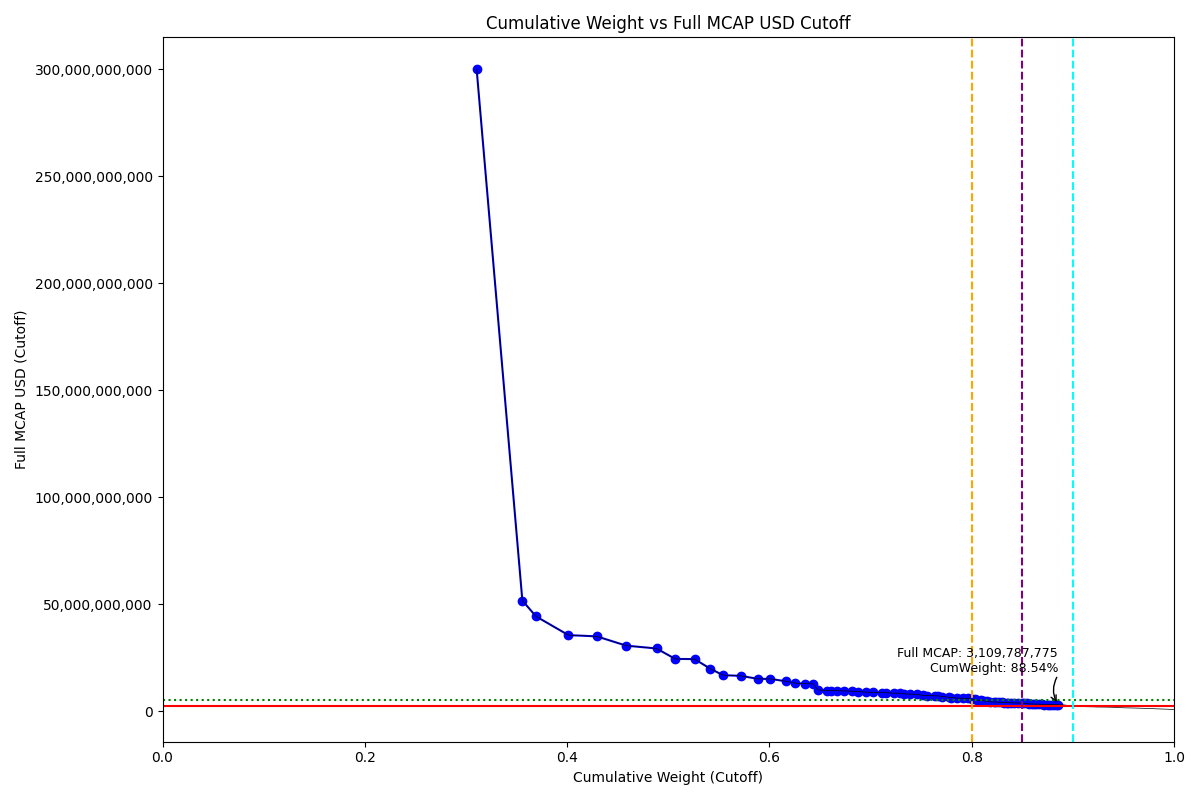 Cumulative Weight vs Full MCAP USD Cutoff
300,000,000,000
250,000,000,000
200,000,000,000
150,000,000,000
100,000,000,000
50,000,000,000
0
Full MCAP USD (Cutoff)
Full MCAP: 3,109,787,775
CumWeight: 88.54%
0.0 0.2 0.4 0.6 0.8 1.0
Cumulative Weight (Cutoff)